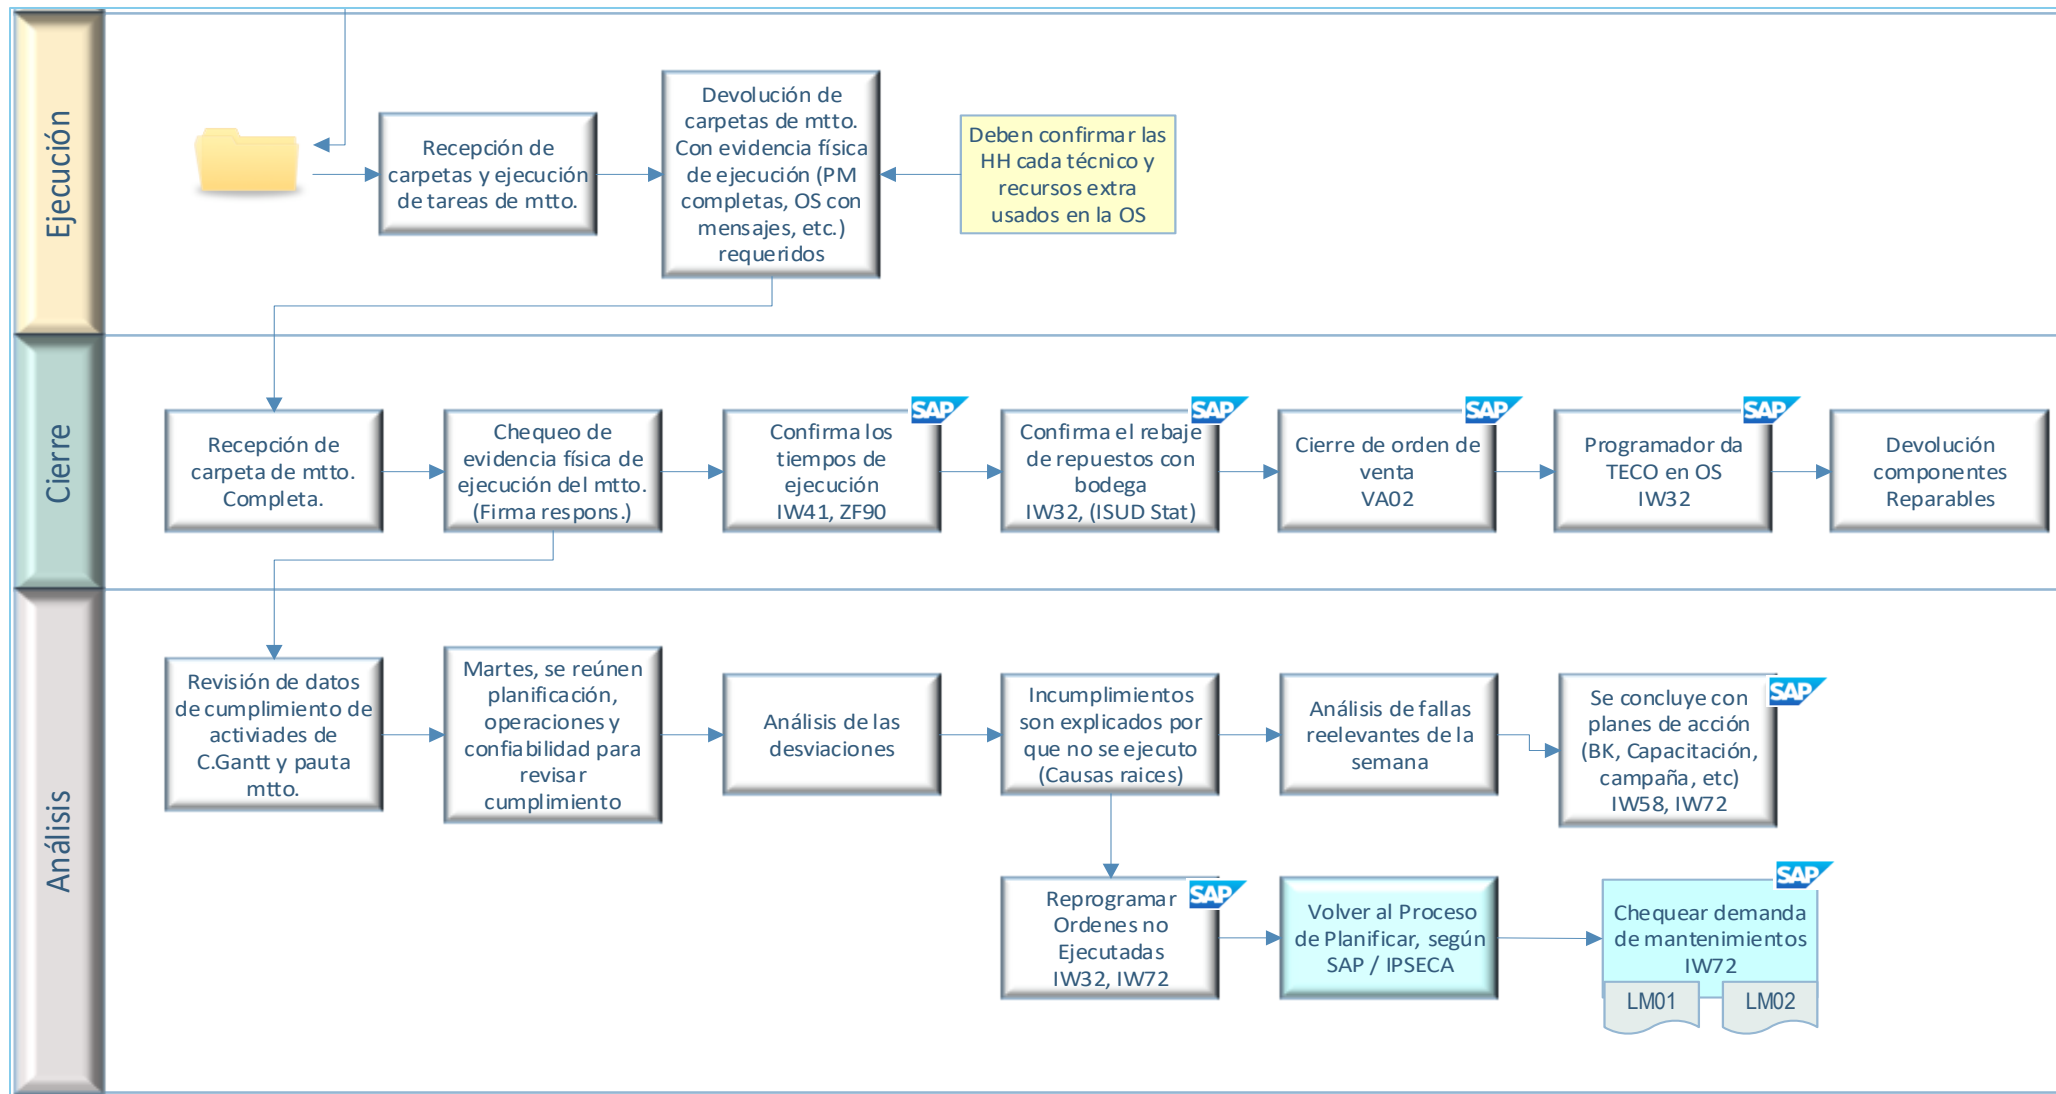 Ejecución
Recepción de
carpetas y ejecución
de tareas de mtto.
Devolución de
carpetas de mtto.
Con evidencia física
de ejecución (PM
completas, OS con
mensajes, etc.)
requeridos
Deben confirmar las
HH cada técnico y
recursos extra
usados en la OS
Cierre
Recepción de
carpeta de mtto.
Completa.
Chequeo de
evidencia física de
ejecución del mtto.
(Firma respons.)
SAP
Confirma los
tiempos de
ejecución
IW41, ZF90
SAP
Confirma el rebaje
de repuestos con
bodega
IW32, (ISUD Stat)
SAP
Cierre de orden de
venta
VA02
SAP
Programador da
TECO en OS
IW32
Devolución
componentes
Reparables
Análisis
Revisión de datos
de cumplimiento de
activiades de
C.Gantt y pauta
mtto.
Martes, se reúnen
planificación,
operaciones y
confiabilidad para
revisar
cumplimiento
Análisis de las
desviaciones
Incumplimientos
son explicados por
que no se ejecuto
(Causas raices)
Análisis de fallas
reelevantes de la
semana
SAP
Se concluye con
planes de acción
(BK, Capacitación,
campaña, etc)
IW58, IW72
SAP
Reprogramar
Ordenes no
Ejecutadas
IW32, IW72
Volver al Proceso
de Planificar, según
SAP / IPSECA
SAP
Chequear demanda
de mantenimientos
IW72
LM01
LM02